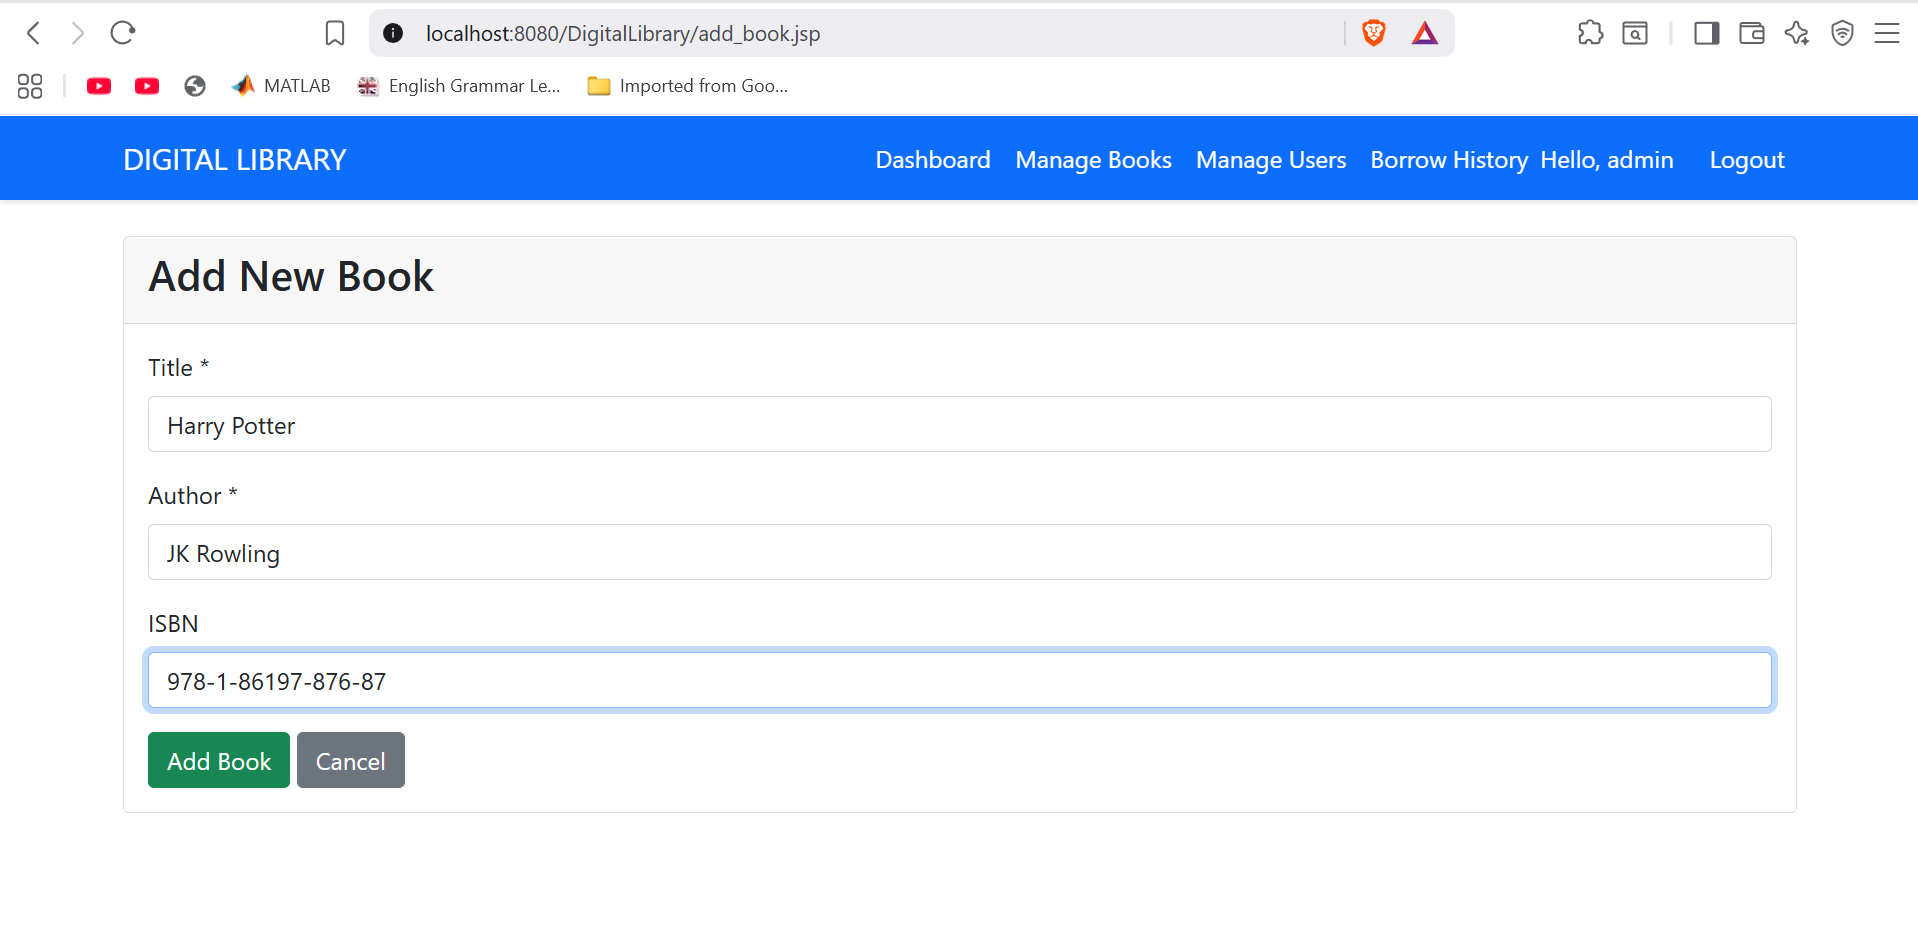 localhost:8080/DigitalLibrary/add_book.jsp
MATLAB English Grammar Le... Imported from Goo...
DIGITAL LIBRARY Dashboard Manage Books Manage Users Borrow History Hello, admin Logout
Add New Book
Title *
Harry Potter
Author *
JK Rowling
ISBN
978-1-86197-876-87
Add Book Cancel